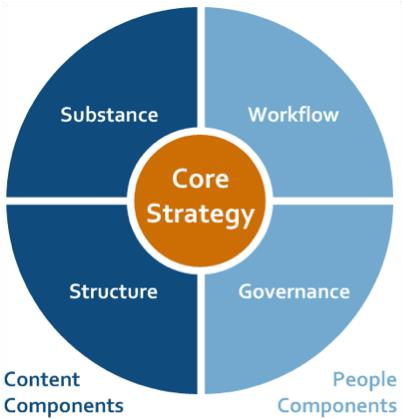 Substance
Workflow
Core
Strategy
Structure
Governance
Content
Components
People
Components